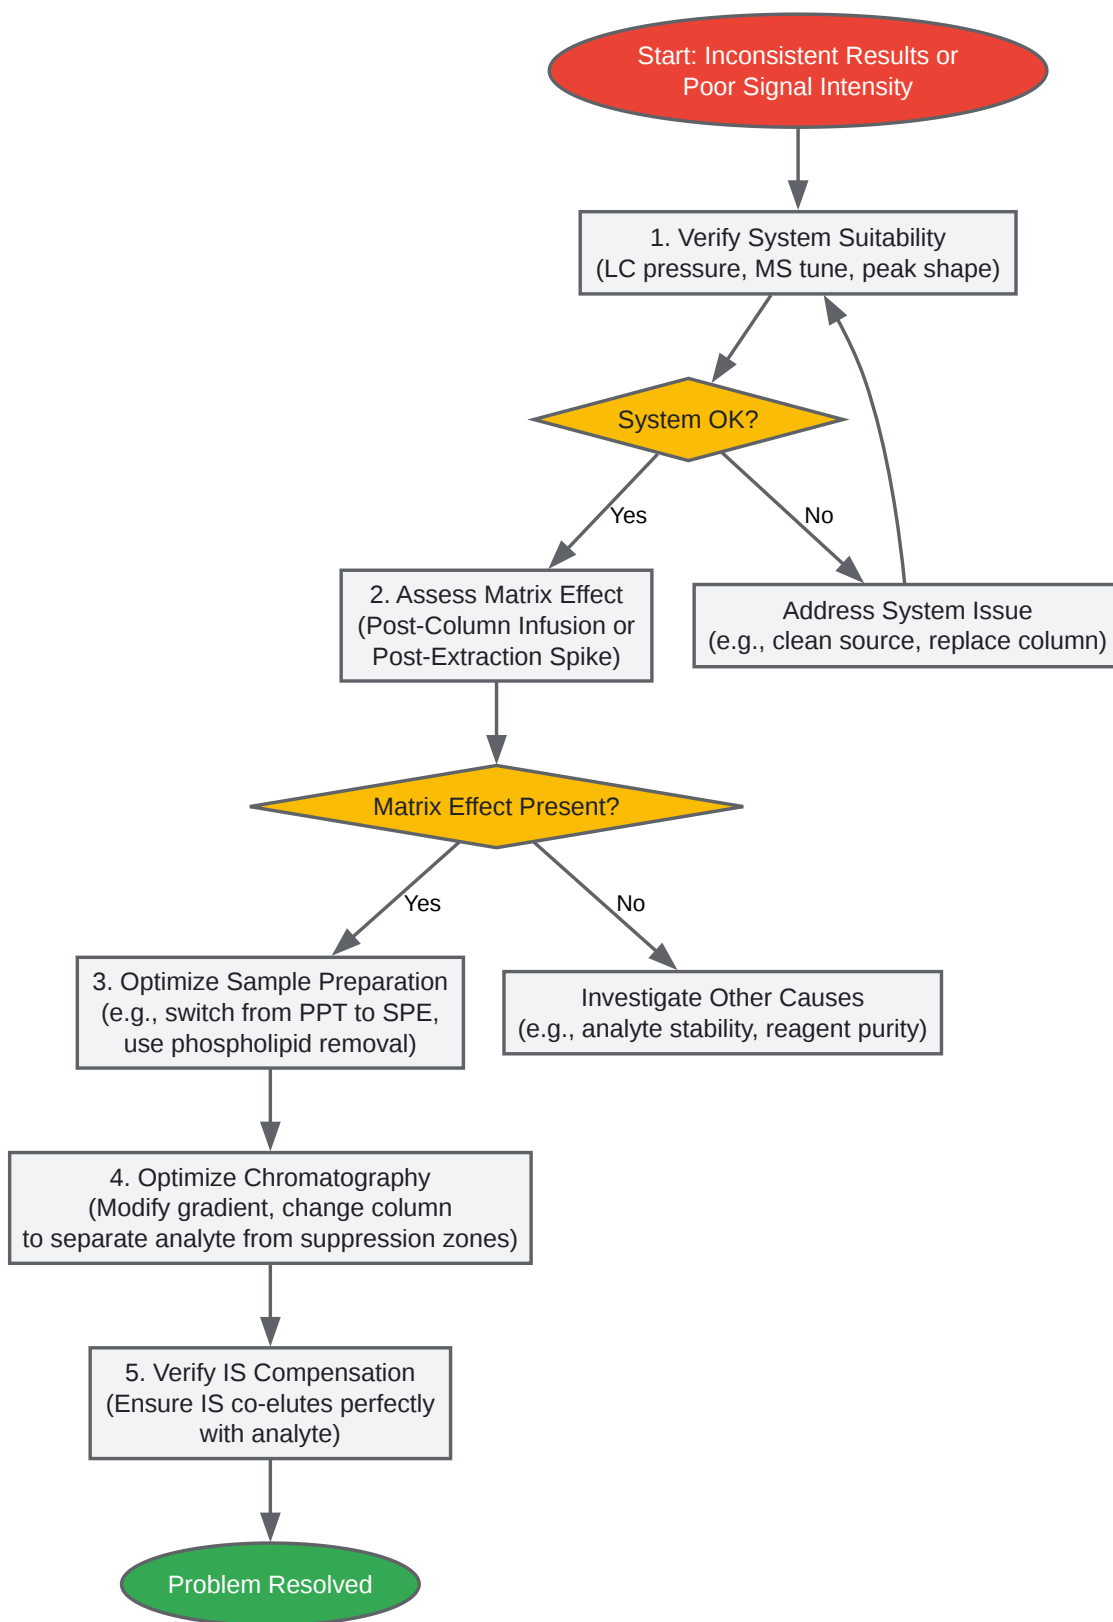 Start: Inconsistent Results or
Poor Signal Intensity
1. Verify System Suitability
(LC pressure, MS tune, peak shape)
System OK?
Yes
No
2. Assess Matrix Effect
(Post-Column Infusion or
Post-Extraction Spike)
Address System Issue
(e.g., clean source, replace column)
Matrix Effect Present?
Yes
No
3. Optimize Sample Preparation
(e.g., switch from PPT to SPE,
use phospholipid removal)
Investigate Other Causes
(e.g., analyte stability, reagent purity)
4. Optimize Chromatography
(Modify gradient, change column
to separate analyte from suppression zones)
5. Verify IS Compensation
(Ensure IS co-elutes perfectly
with analyte)
Problem Resolved